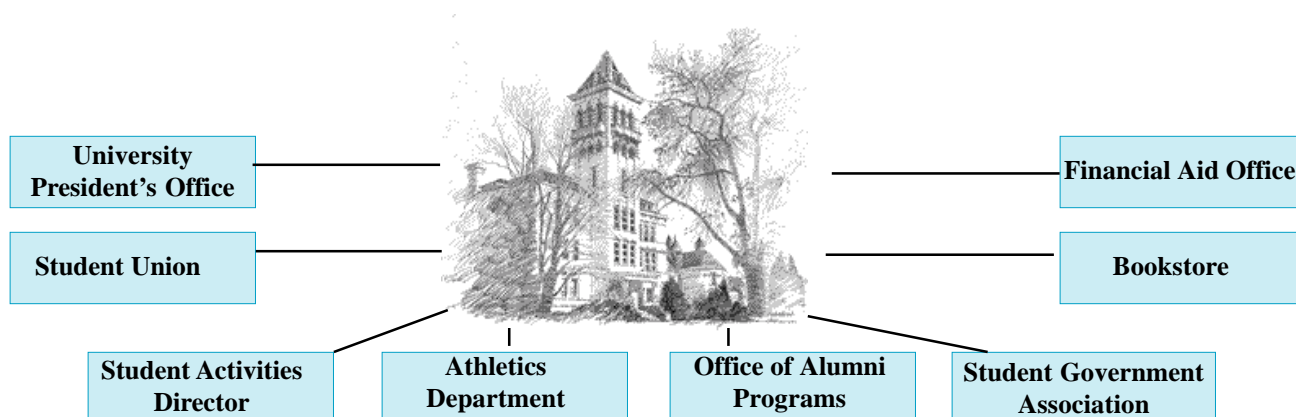 University
President’s Office
Financial Aid Office
Student Union
Bookstore
Student Activities
Director
Athletics
Department
Office of Alumni
Programs
Student Government
Association